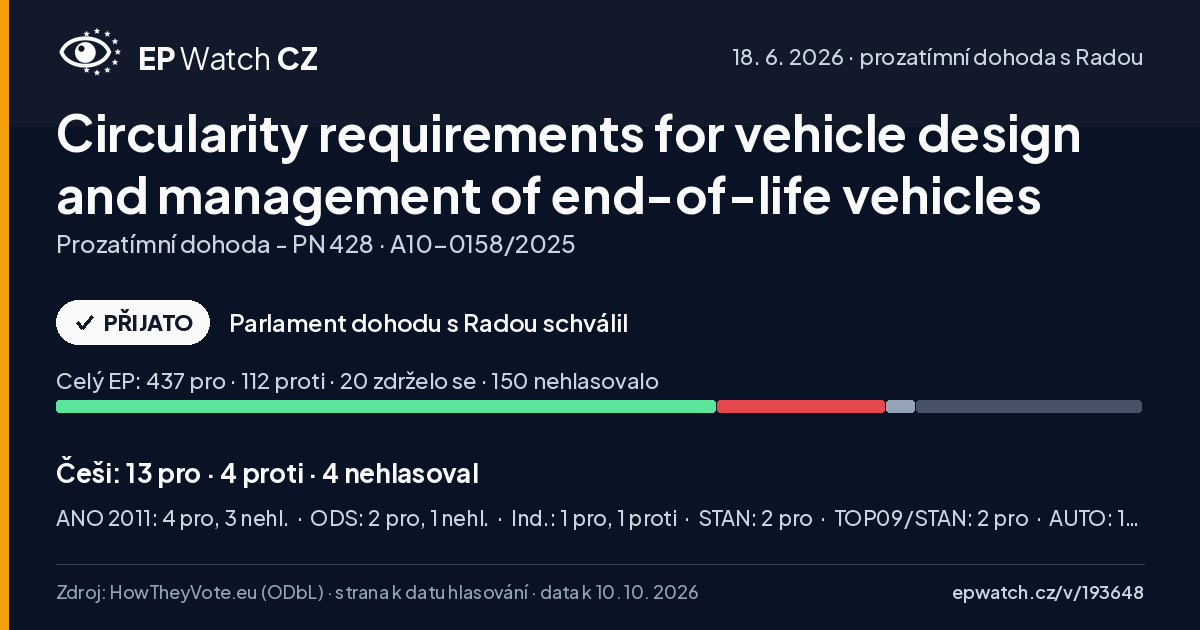 EP Watch CZ
18. 6. 2026 · prozatímní dohoda s Radou
Circularity requirements for vehicle design
and management of end-of-life vehicles
Prozatímní dohoda – PN 428 · A10-0158/2025
✓ PŘIJATO
Parlament dohodu s Radou schválil
Celý EP: 437 pro · 112 proti · 20 zdrželo se · 150 nehlasovalo
Češi: 13 pro · 4 proti · 4 nehlasoval
ANO 2011: 4 pro, 3 nehl. · ODS: 2 pro, 1 nehl. · Ind.: 1 pro, 1 proti · STAN: 2 pro · TOP09/STAN: 2 pro · AUTO: 1…
Zdroj: HowTheyVote.eu (ODbL) · strana k datu hlasování · data k 10. 10. 2026
epwatch.cz/v/193648